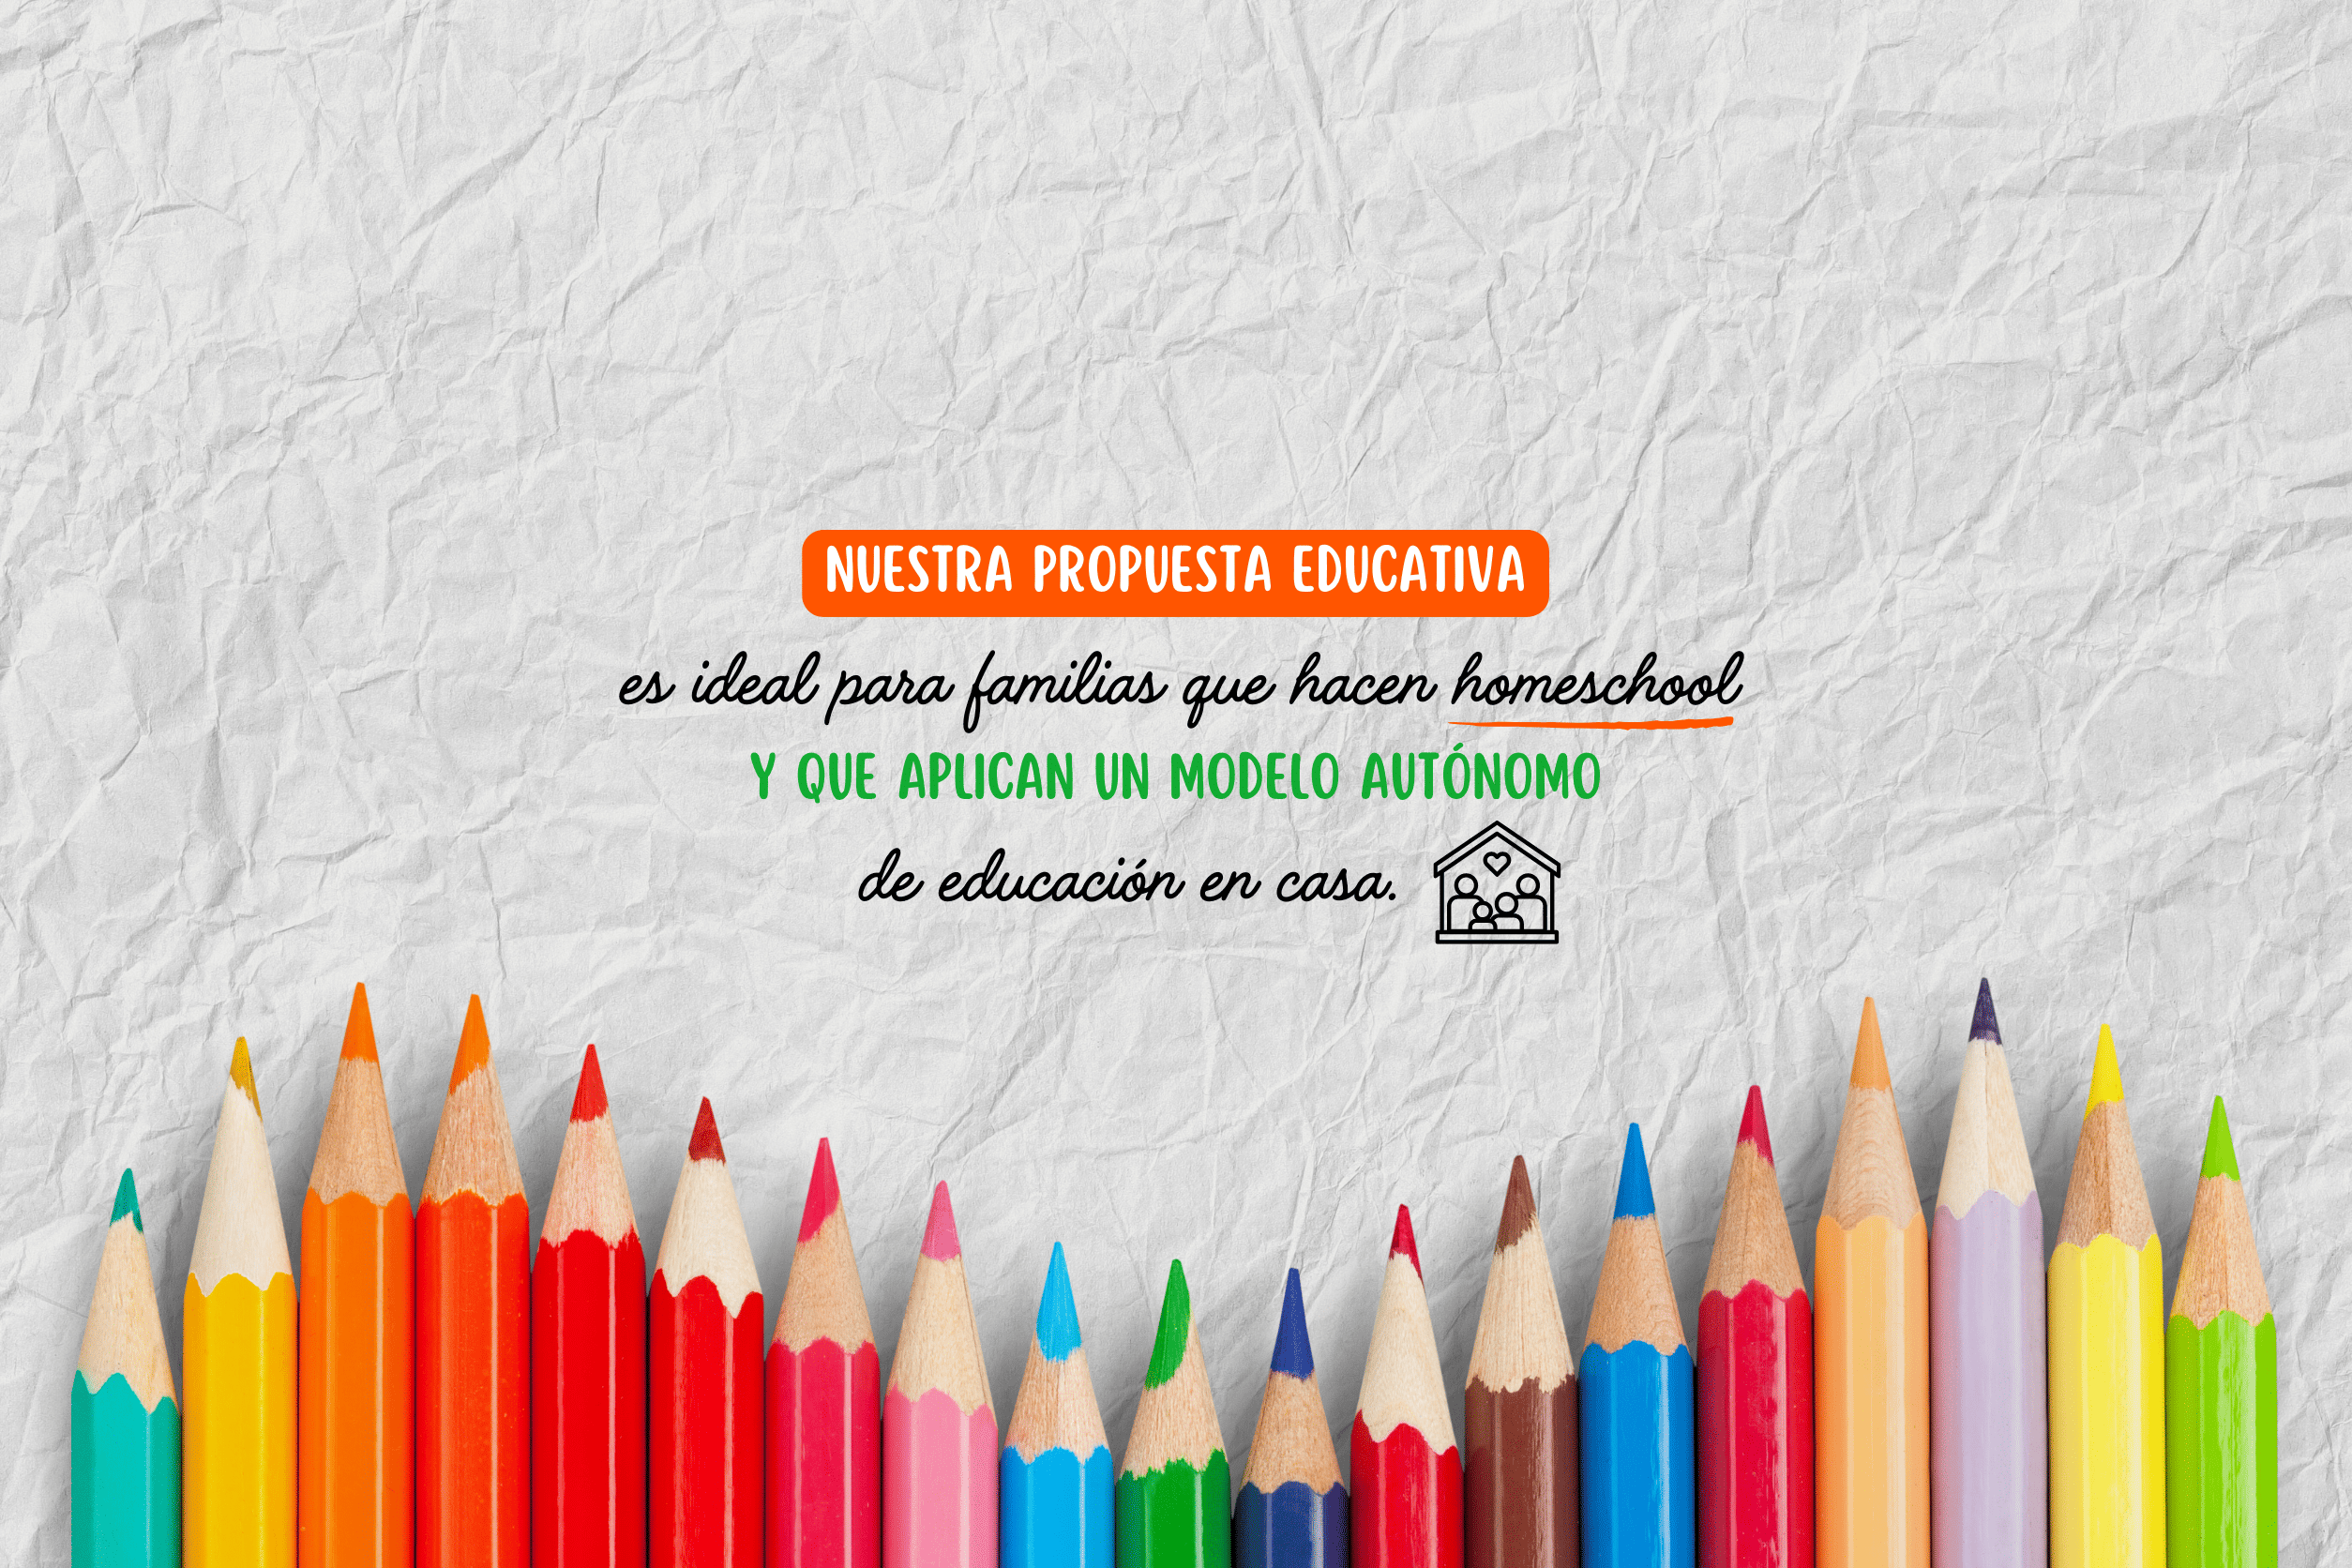 NUESTRA PROPUESTA EDUCATIVA
es ideal para familias que hacen homeschool
Y QUE APLICAN UN MODELO AUTÓNOMO
de educación en casa.